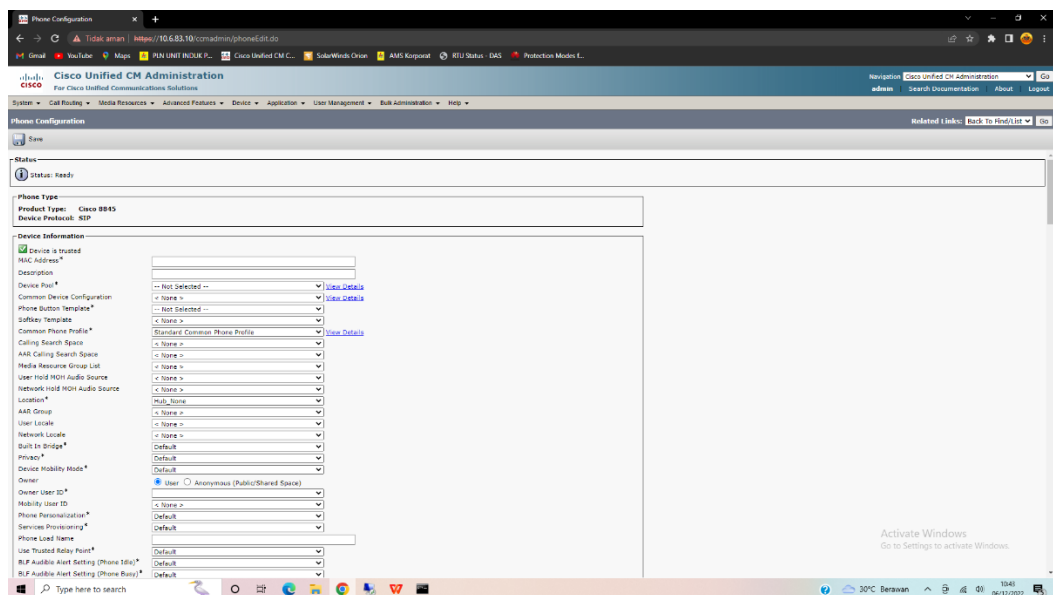 Phone Configuration
Tidak aman | https://10.6.83.10/ccmadmin/phoneEdit.do
Gmail YouTube Maps PLN UNIT INDUK P... Cisco Unified CM C... SolarWinds Orion AMS Korporat RTU Status - DAS Protection Modes f...
cisco Cisco Unified CM Administration
For Cisco Unified Communications Solutions
Navigation Cisco Unified CM Administration Go
admin Search Documentation About Logout
System Call Routing Media Resources Advanced Features Device Application User Management Bulk Administration Help
Phone Configuration Related Links: Back To Find/List Go
Save
Status
Status: Ready
Phone Type
Product Type: Cisco 8845
Device Protocol: SIP
Device Information
Device is trusted
MAC Address*
Description
Device Pool* -- Not Selected -- View Details
Common Device Configuration < None > View Details
Phone Button Template* -- Not Selected --
Softkey Template < None >
Common Phone Profile* Standard Common Phone Profile View Details
Calling Search Space < None >
AAR Calling Search Space < None >
Media Resource Group List < None >
User Hold MOH Audio Source < None >
Network Hold MOH Audio Source < None >
Location* Hub_None
AAR Group < None >
User Locale < None >
Network Locale < None >
Built In Bridge* Default
Privacy* Default
Device Mobility Mode* Default
Owner User Anonymous (Public/Shared Space)
Owner User ID*
Mobility User ID < None >
Phone Personalization* Default
Services Provisioning* Default
Phone Load Name
Use Trusted Relay Point* Default
BLF Audible Alert Setting (Phone Idle)* Default
BLF Audible Alert Setting (Phone Busy)* Default
Activate Windows
Go to Settings to activate Windows.
Type here to search
30°C Berawan
10:43
06/12/2022